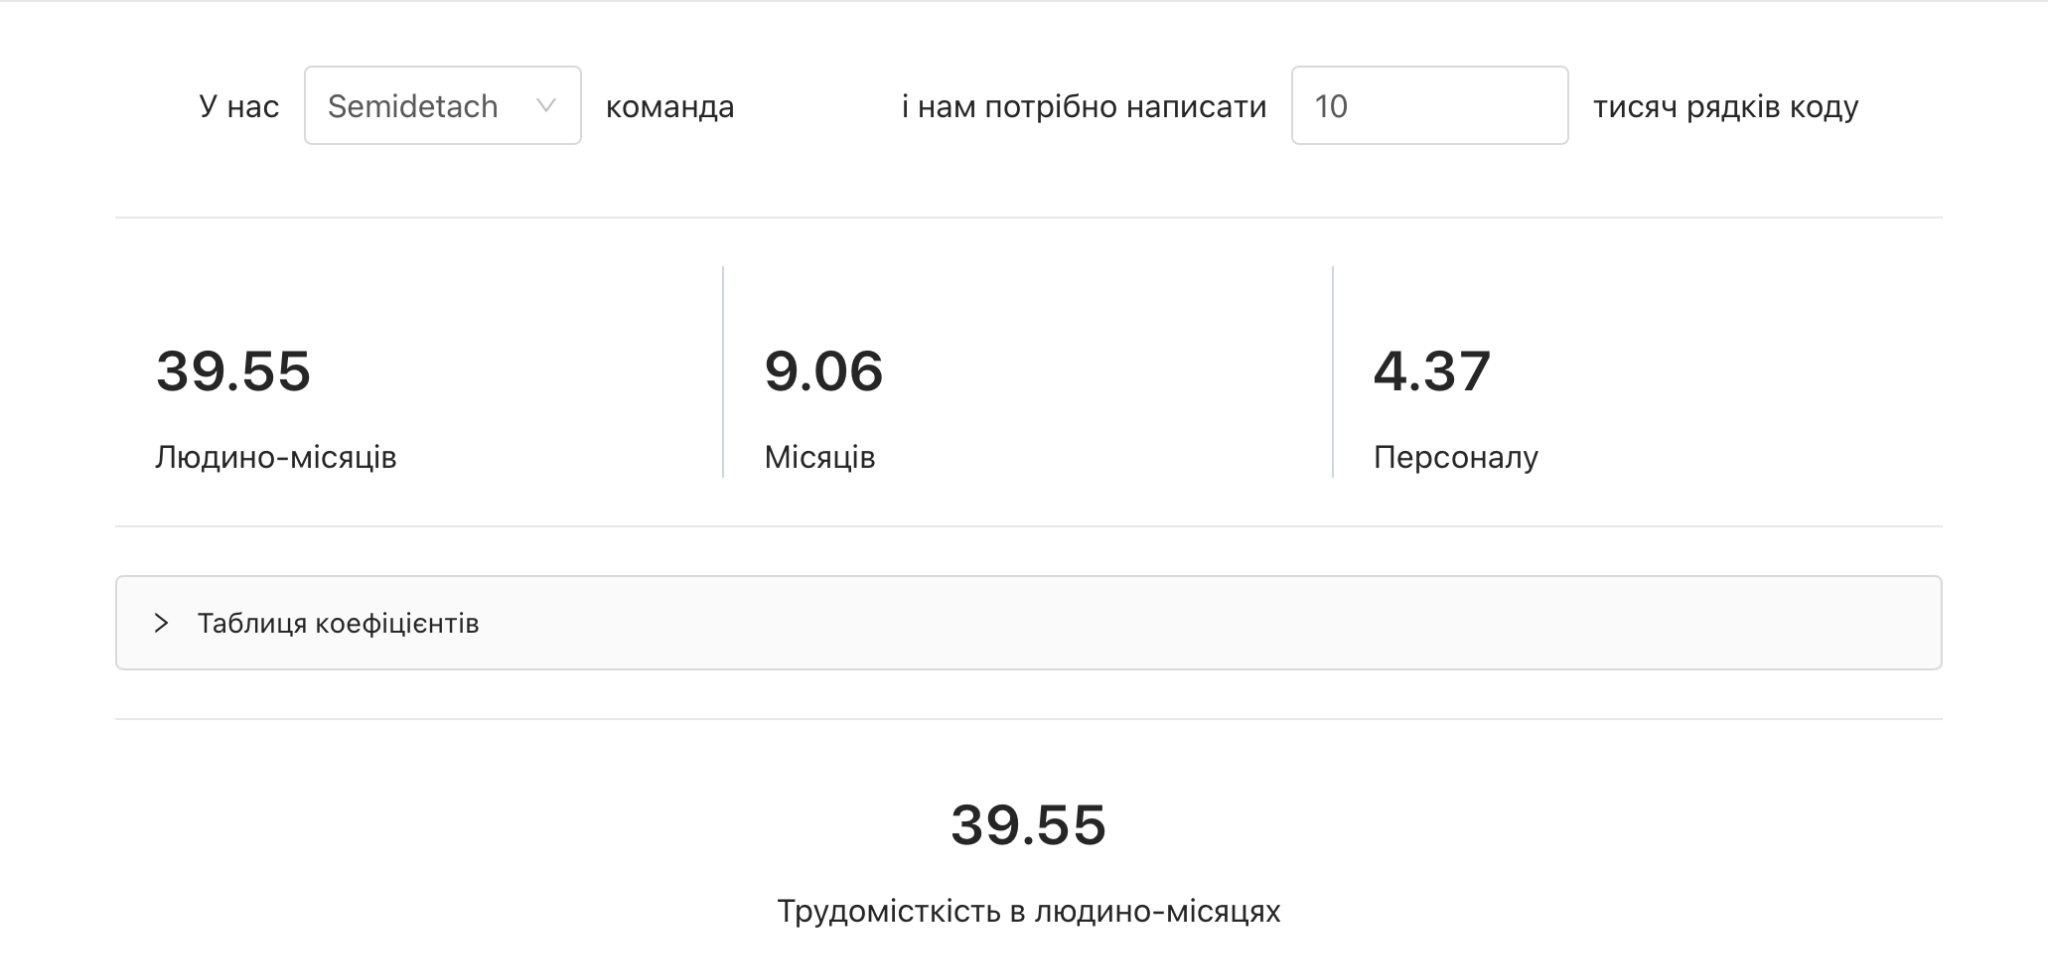 У нас Semidetach команда і нам потрібно написати 10 тисяч рядків коду
39.55 9.06 4.37
Людино-місяців Місяців Персоналу
Таблиця коефіцієнтів
39.55
Трудомісткість в людино-місяцях